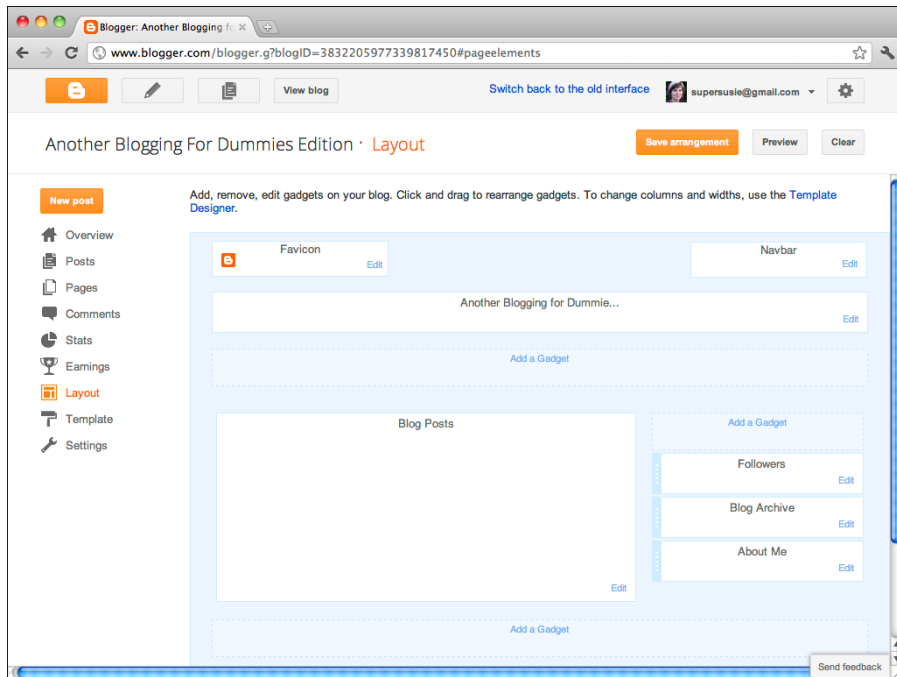 Blogger: Another Blogging fo
www.blogger.com/blogger.g?blogID=3832205977339817450#pageelements
View blog
Switch back to the old interface
supersusie@gmail.com
Another Blogging For Dummies Edition · Layout
Save arrangement
Preview
Clear
New post
Overview
Posts
Pages
Comments
Stats
Earnings
Layout
Template
Settings
Add, remove, edit gadgets on your blog. Click and drag to rearrange gadgets. To change columns and widths, use the Template
Designer.
Favicon
Edit
Navbar
Edit
Another Blogging for Dummie...
Edit
Add a Gadget
Blog Posts
Edit
Add a Gadget
Followers
Edit
Blog Archive
Edit
About Me
Edit
Add a Gadget
Send feedback